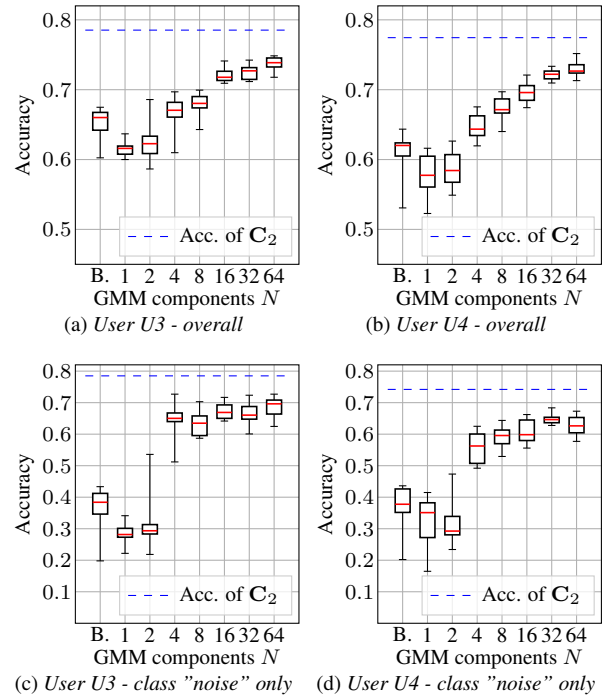 0.8
0.7
0.6
0.5
Accuracy
Acc. of C₂
B. 1 2 4 8 16 32 64
GMM components N
(a) User U3 - overall
0.8
0.7
0.6
0.5
Accuracy
Acc. of C₂
B. 1 2 4 8 16 32 64
GMM components N
(b) User U4 - overall
0.8
0.7
0.6
0.5
0.4
0.3
0.2
0.1
Accuracy
Acc. of C₂
B. 1 2 4 8 16 32 64
GMM components N
(c) User U3 - class ”noise” only
0.8
0.7
0.6
0.5
0.4
0.3
0.2
0.1
Accuracy
Acc. of C₂
B. 1 2 4 8 16 32 64
GMM components N
(d) User U4 - class ”noise” only